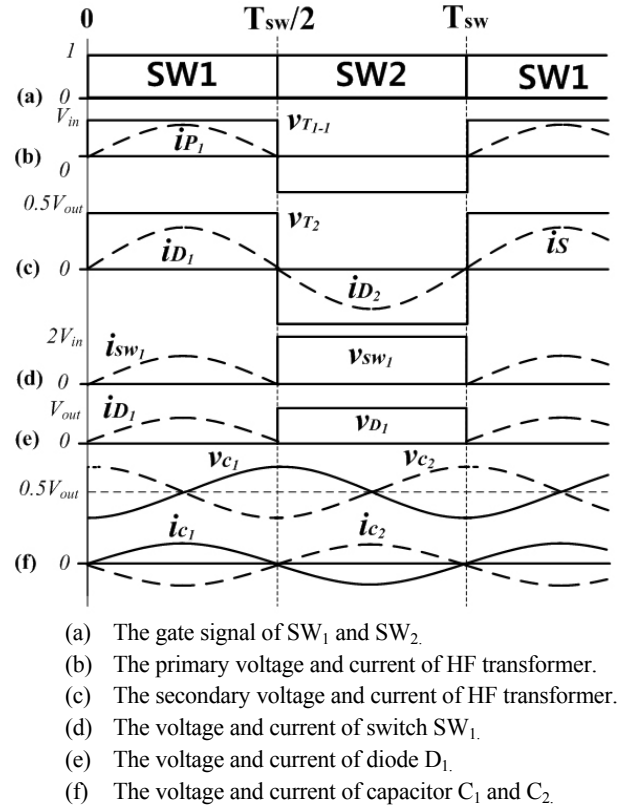 0 Tsw/2 Tsw
1
SW1 SW2 SW1
(a) 0
Vin vT1-1
iP1
(b) 0
0.5Vout vT2
iD1 iS
(c) 0
iD2
2Vin iSW1 vSW1
(d) 0
Vout iD1 vD1
(e) 0
vC1 vC2
0.5Vout
iC1 iC2
(f) 0
(a) The gate signal of SW1 and SW2.
(b) The primary voltage and current of HF transformer.
(c) The secondary voltage and current of HF transformer.
(d) The voltage and current of switch SW1.
(e) The voltage and current of diode D1.
(f) The voltage and current of capacitor C1 and C2.